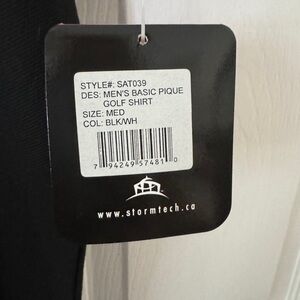 STYLE#: SAT039
DES: MEN'S BASIC PIQUE
GOLF SHIRT
SIZE: MED
COL: BLK/WH
7 94249 57481 0
www.stormtech.ca